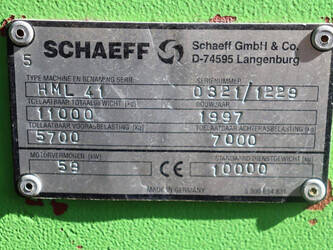 SCHAEFF
Schaeff GmbH & Co.
D-74595 Langenburg
5
TYPE MACHINE EN BENAMING SERIE
SERIENUMMER
HML 41
0321/1229
TOELAATBAAR TOTAALGEWICHT (kg)
BOUWJAAR
11000
1997
TOELAATBAAR VOORASBELASTING (kg)
TOELAATBAAR ACHTERASBELASTING (kg)
5700
7000
MOTORVERMOGEN (kW)
STANDAARD DIENSTGEWICHT (kg)
59
CE
10000
MADE IN GERMANY